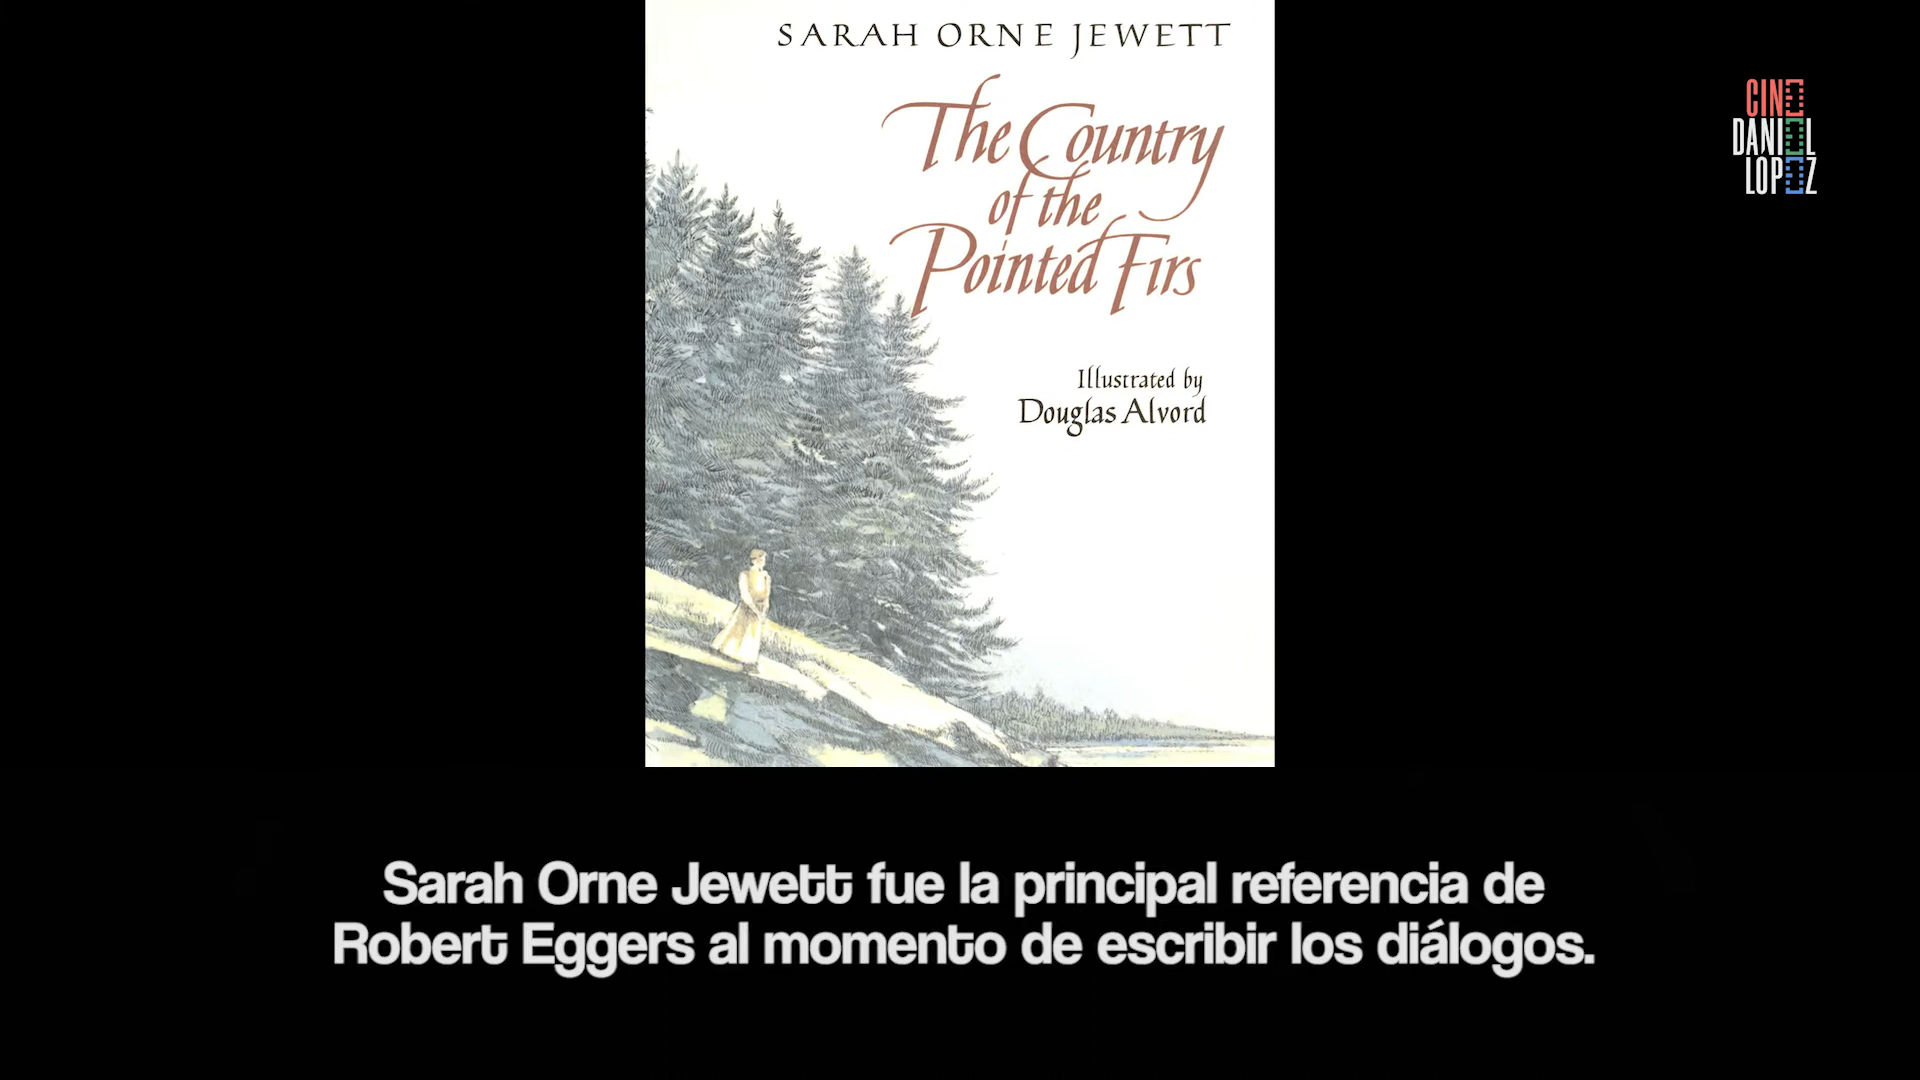 SARAH ORNE JEWETT
The Country
of the
Pointed Firs
Illustrated by
Douglas Alvord
CINE
DANIEL
LOPEZ
Sarah Orne Jewett fue la principal referencia de
Robert Eggers al momento de escribir los diálogos.